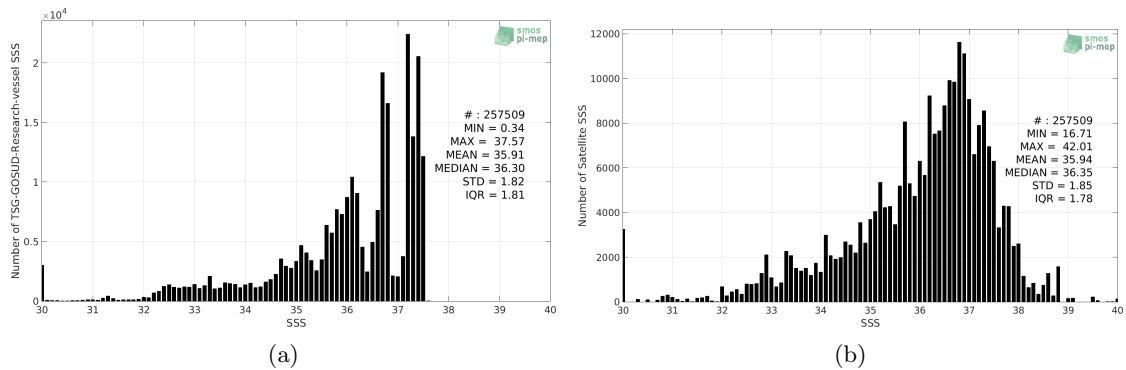 ×10⁴
2
1.5
1
0.5
0
Number of TSG-GOSUD-Research-vessel SSS
30 31 32 33 34 35 36 37 38 39 40
SSS
smos
pi-mep
# : 257509
MIN = 0.34
MAX = 37.57
MEAN = 35.91
MEDIAN = 36.30
STD = 1.82
IQR = 1.81
(a)
12000
10000
8000
6000
4000
2000
0
Number of Satellite SSS
30 31 32 33 34 35 36 37 38 39 40
SSS
smos
pi-mep
# : 257509
MIN = 16.71
MAX = 42.01
MEAN = 35.94
MEDIAN = 36.35
STD = 1.85
IQR = 1.78
(b)